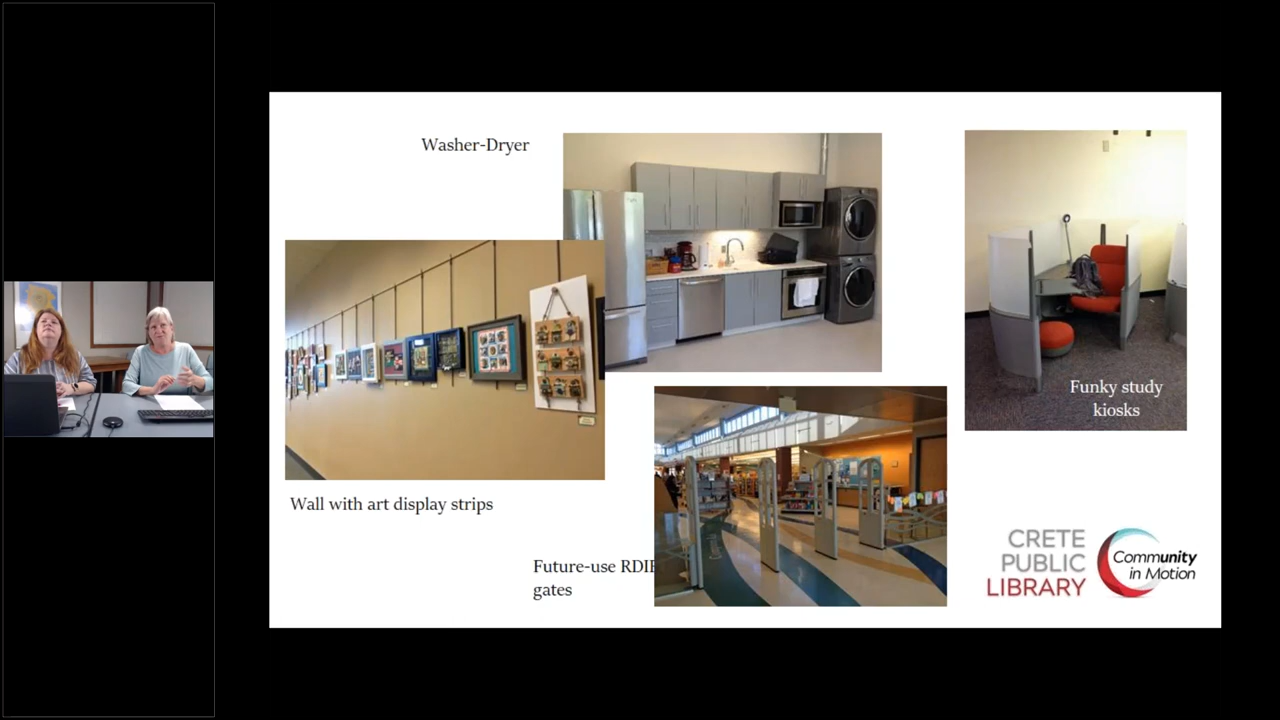 Washer-Dryer
Funky study
kiosks
Wall with art display strips
Future-use RDIF
gates
CRETE
PUBLIC
LIBRARY
Community
in Motion